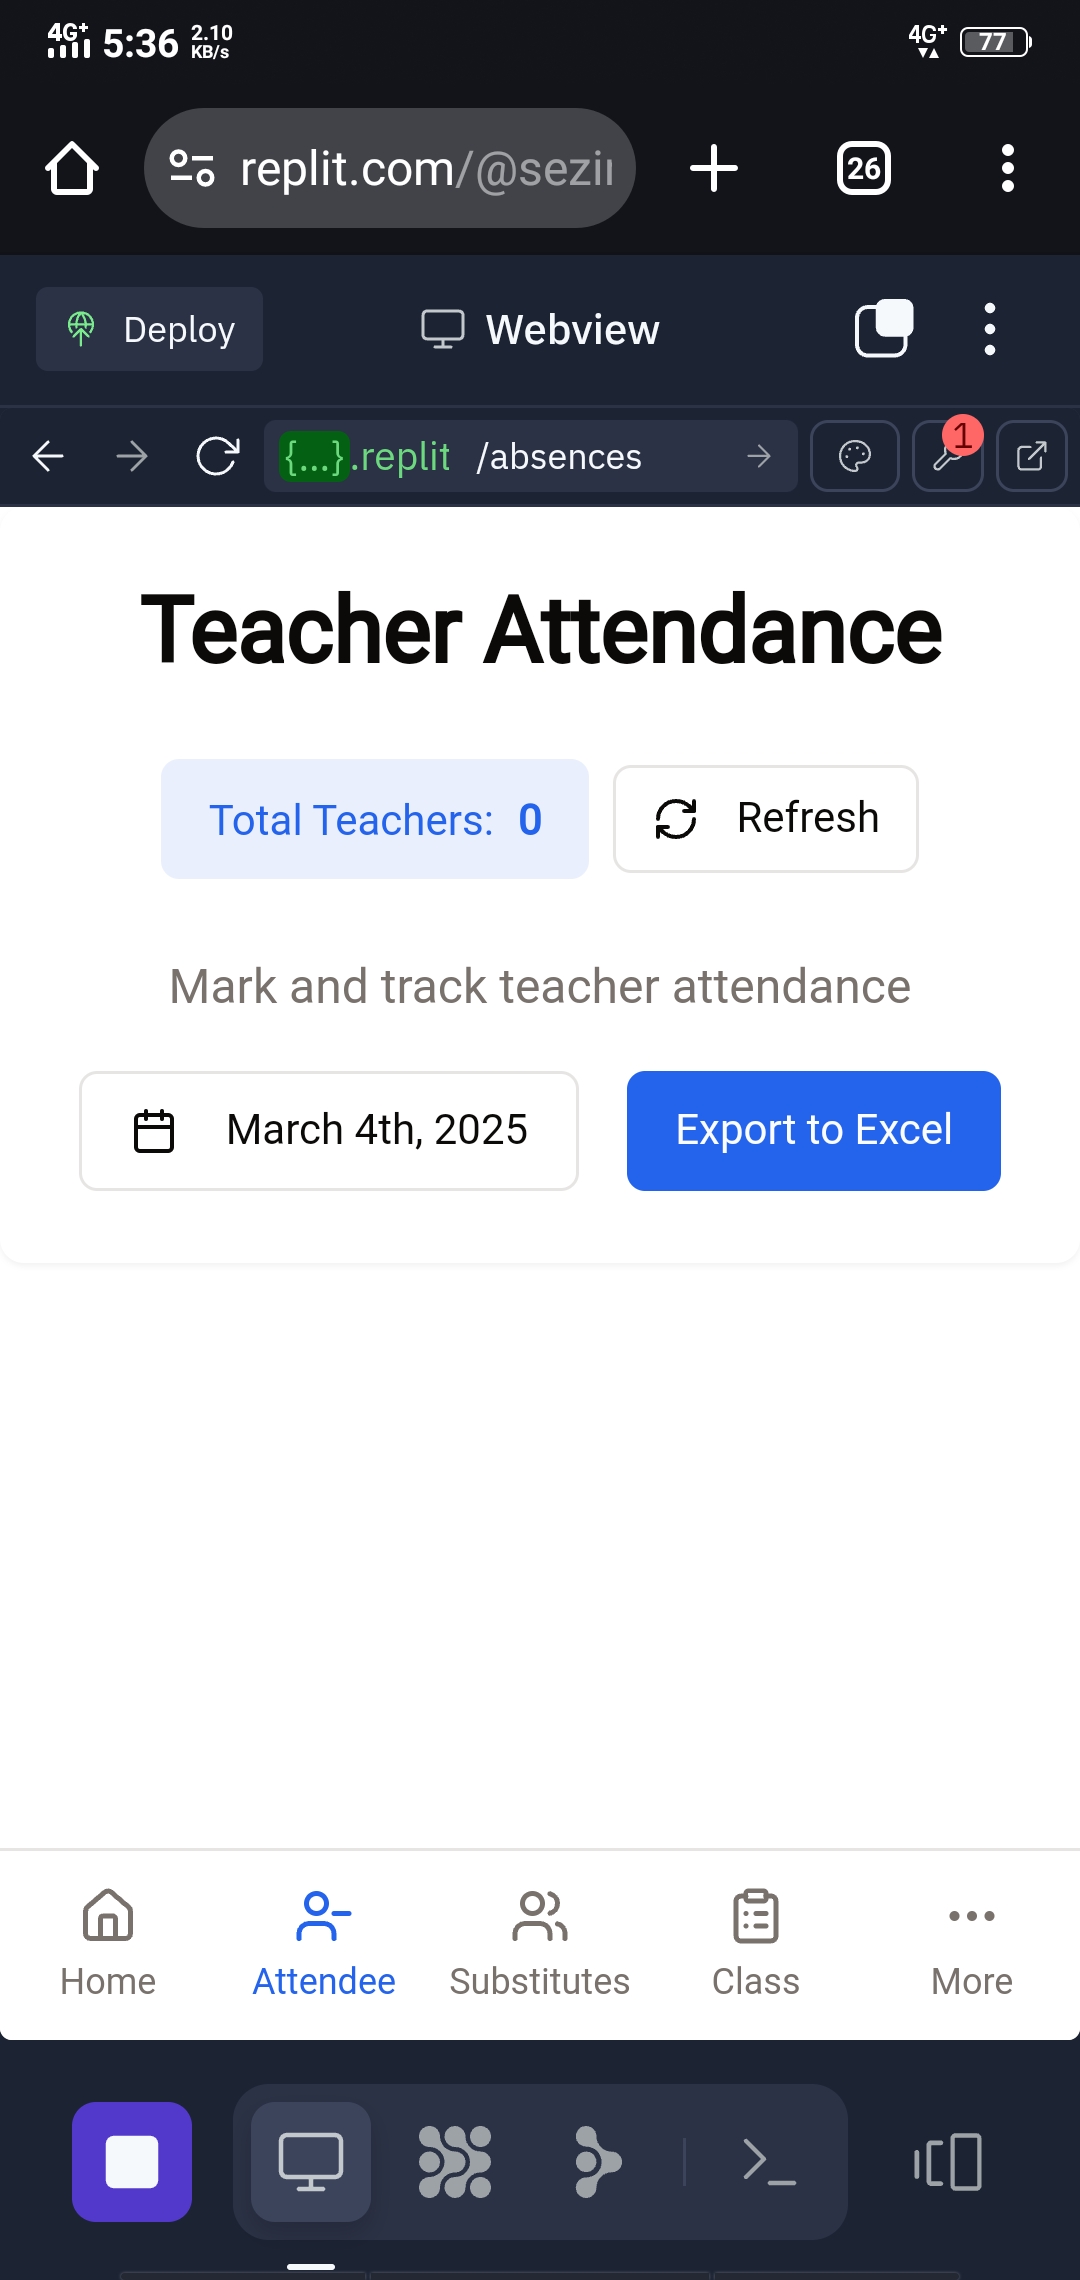 4G+ 5:36 2.10 KB/s 4G+ 77
replit.com/@sezi
26
Deploy Webview
{...}.replit /absences 1
Teacher Attendance
Total Teachers: 0 Refresh
Mark and track teacher attendance
March 4th, 2025 Export to Excel
Home Attendee Substitutes Class More